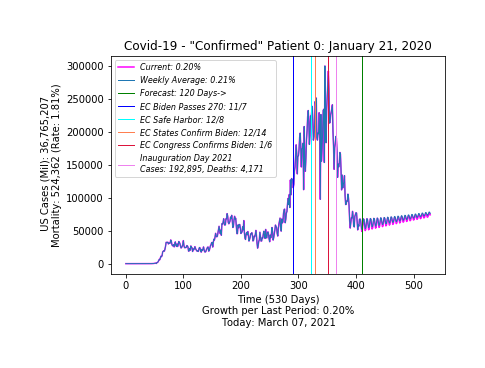 Covid-19 - "Confirmed" Patient 0: January 21, 2020
300000
250000
200000
150000
100000
50000
0
US Cases (Mil): 36,765,207
Mortality: 524,362 (Rate: 1.81%)
Current: 0.20%
Weekly Average: 0.21%
Forecast: 120 Days->
EC Biden Passes 270: 11/7
EC Safe Harbor: 12/8
EC States Confirm Biden: 12/14
EC Congress Confirms Biden: 1/6
Inauguration Day 2021
Cases: 192,895, Deaths: 4,171
0 100 200 300 400 500
Time (530 Days)
Growth per Last Period: 0.20%
Today: March 07, 2021